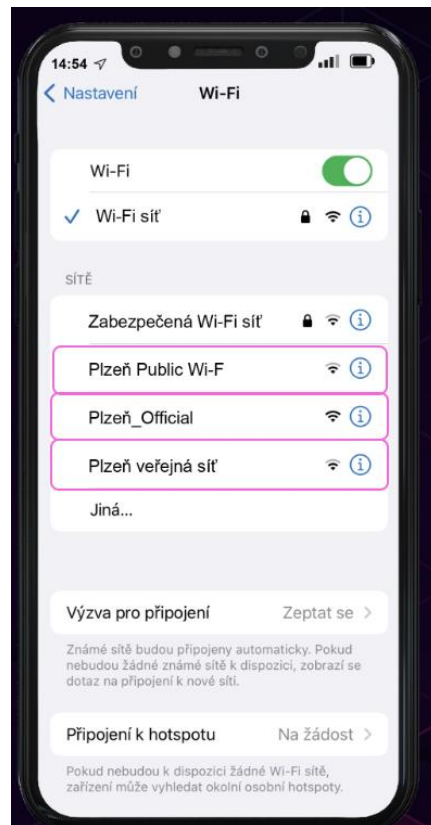 14:54
Nastavení
Wi-Fi
Wi-Fi
Wi-Fi síť
SÍTĚ
Zabezpečená Wi-Fi síť
Plzeň Public Wi-F
Plzeň_Official
Plzeň veřejná síť
Jiná...
Výzva pro připojení
Zeptat se
Známé sítě budou připojeny automaticky. Pokud
nebudou žádné známé sítě k dispozici, zobrazí se
dotaz na připojení k nové síti.
Připojení k hotspotu
Na žádost
Pokud nebudou k dispozici žádné Wi-Fi sítě,
zařízení může vyhledat okolní osobní hotspoty.